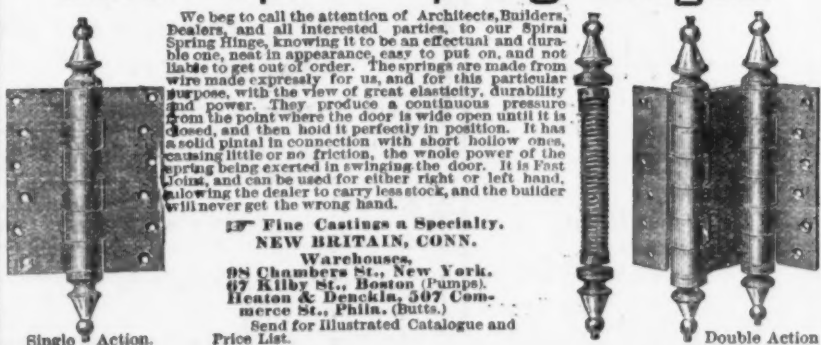 We beg to call the attention of Architects, Builders,
Dealers, and all interested parties, to our Spiral
Spring Hinge, knowing it to be an effectual and dura-
ble one, neat in appearance, easy to put on, and not
liable to get out of order. The springs are made from
wire made expressly for us, and for this particular
purpose, with the view of great elasticity, durability
and power. They produce a continuous pressure
from the point where the door is wide open until it is
closed, and then hold it perfectly in position. It has
a solid pintal in connection with short hollow ones,
causing little or no friction, the whole power of the
spring being exerted in swinging the door. It is Fast
Joint, and can be used for either right or left hand,
alowing the dealer to carry less stock, and the builder
will never get the wrong hand.
☞ Fine Castings a Specialty.
NEW BRITAIN, CONN.
Warehouses,
98 Chambers St., New York.
67 Kilby St., Boston (Pumps).
Heaton & Denckla, 507 Com-
merce St., Phila. (Butts.)
Send for Illustrated Catalogue and
Price List.
Single Action.
Double Action